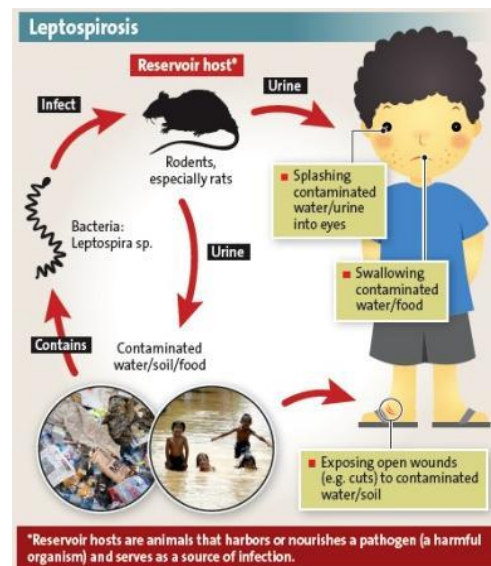 Leptospirosis
Reservoir host*
Infect
Urine
Rodents,
especially rats
Bacteria:
Leptospira sp.
Urine
Contains
Contaminated
water/soil/food
▪ Splashing
contaminated
water/urine
into eyes
▪ Swallowing
contaminated
water/food
▪ Exposing open wounds
(e.g. cuts) to contaminated
water/soil
*Reservoir hosts are animals that harbors or nourishes a pathogen (a harmful
organism) and serves as a source of infection.